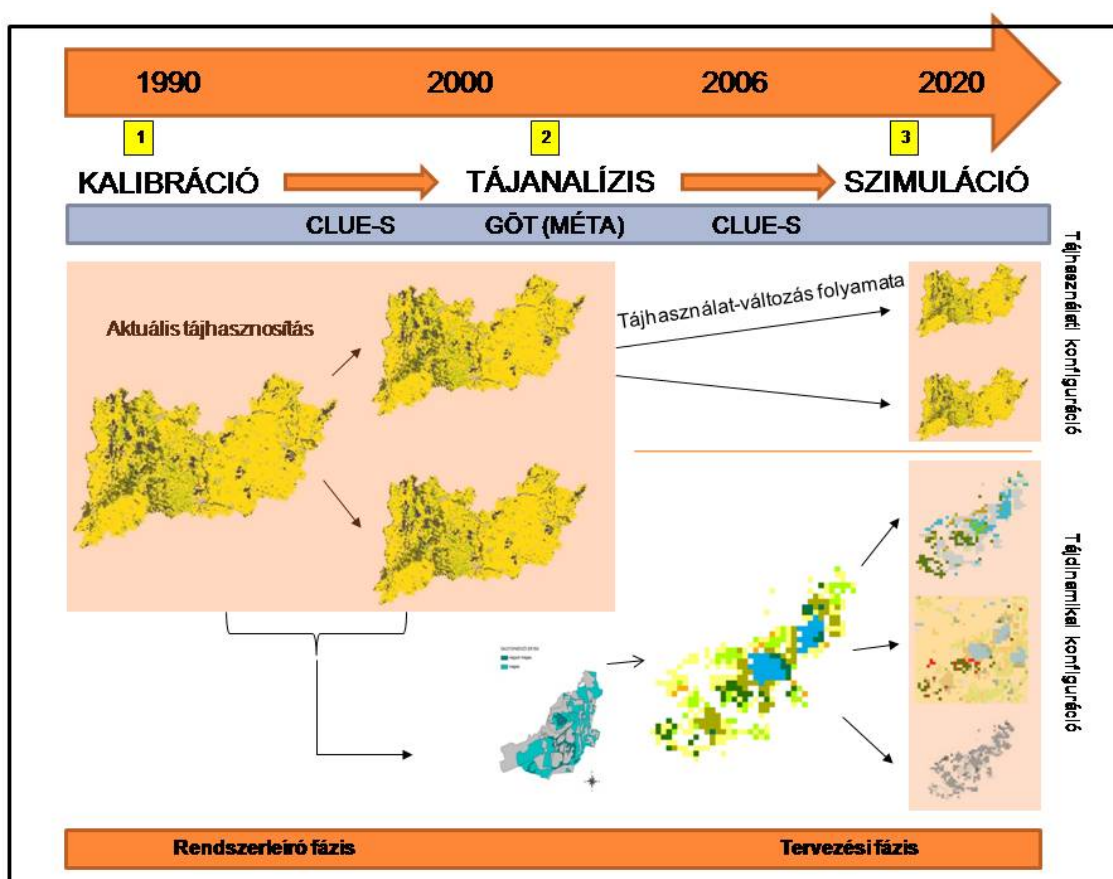 1990 2000 2006 2020
1 2 3
KALIBRÁCIÓ TÁJANALÍZIS SZIMULÁCIÓ
CLUE-S GÖT (MÉTA) CLUE-S
Aktuális tájhasznosítás
Tájhasználat-változás folyamata
Tájhasználati konfiguráció
Tájdinamikai konfiguráció
Rendszerleíró fázis Tervezési fázis